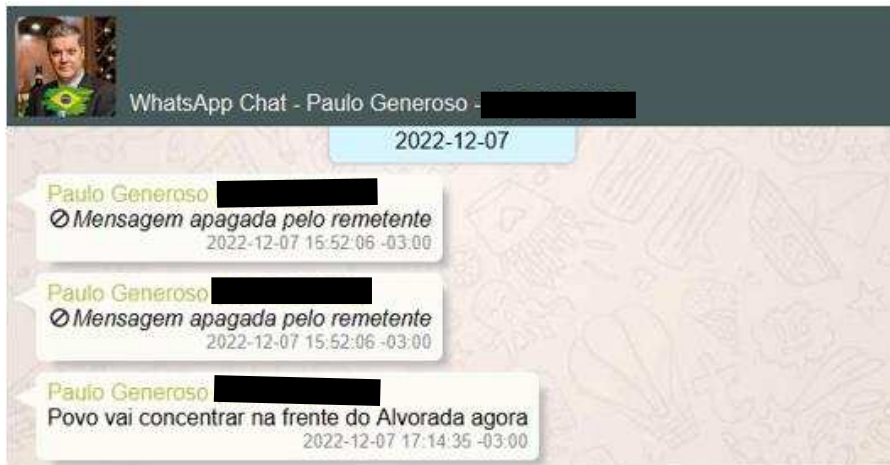 WhatsApp Chat - Paulo Generoso -
2022-12-07
Paulo Generoso
Mensagem apagada pelo remetente
2022-12-07 15:52:06 -03:00
Paulo Generoso
Mensagem apagada pelo remetente
2022-12-07 15:52:06 -03:00
Paulo Generoso
Povo vai concentrar na frente do Alvorada agora
2022-12-07 17:14:35 -03:00